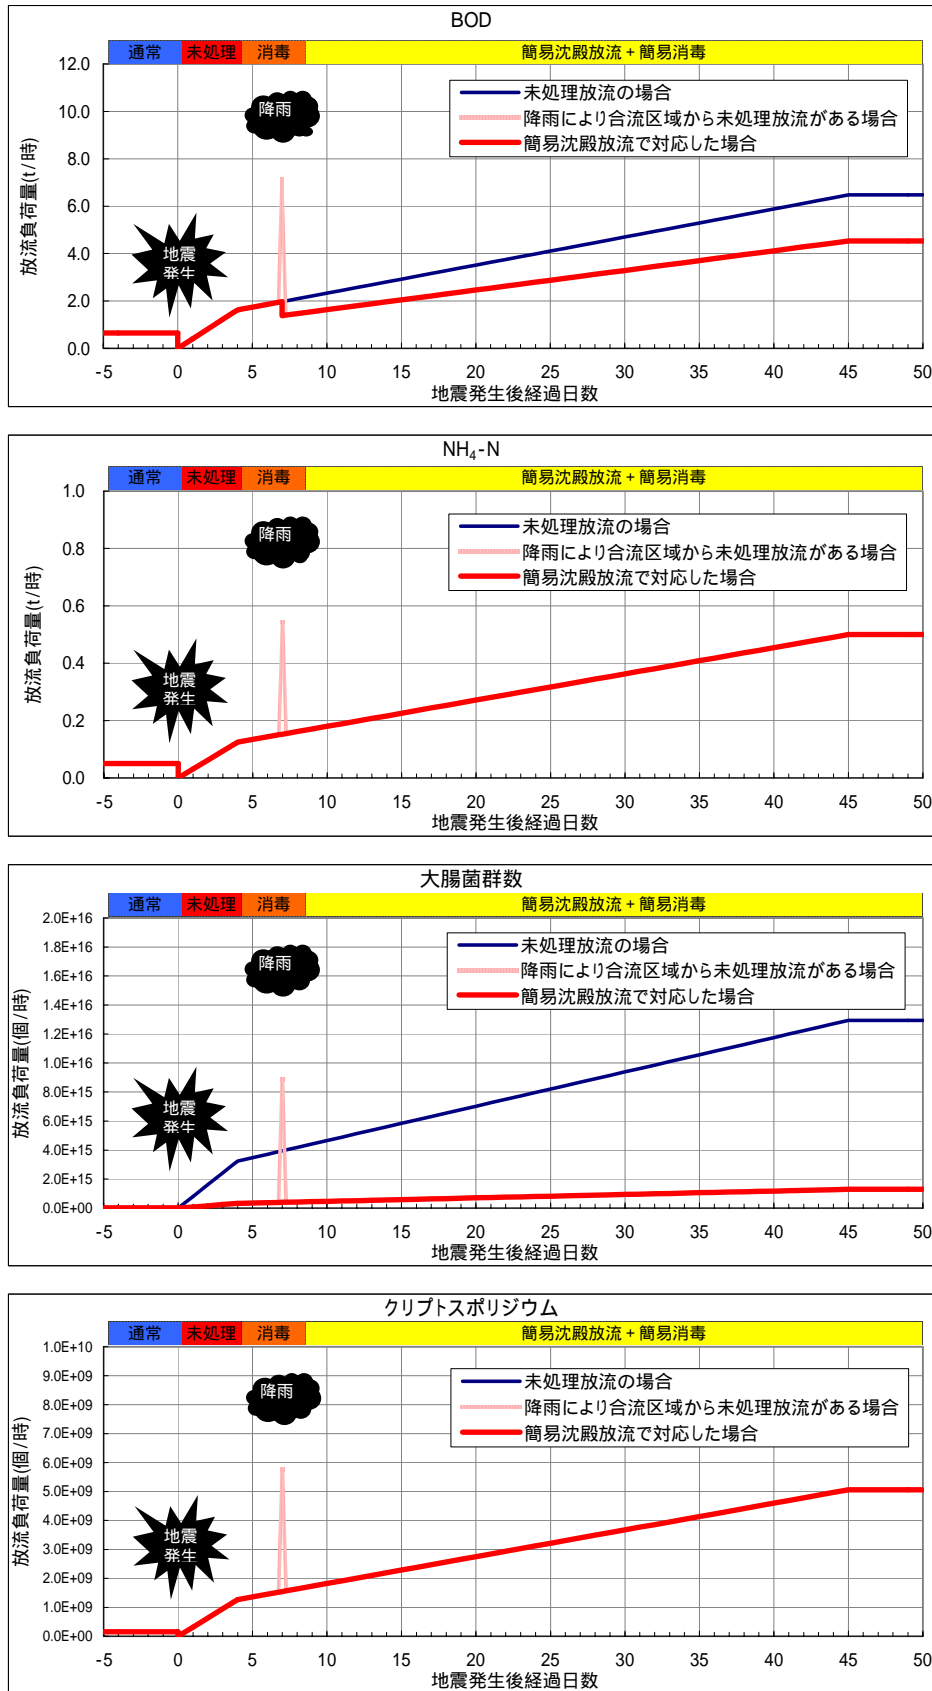 BOD
通常 未処理 消毒 簡易沈殿放流＋簡易消毒
12.0
10.0
8.0
6.0
4.0
2.0
0.0
放流負荷量(t/時)
降雨
地震
発生
未処理放流の場合
降雨により合流区域から未処理放流がある場合
簡易沈殿放流で対応した場合
-5 0 5 10 15 20 25 30 35 40 45 50
地震発生後経過日数
NH₄-N
通常 未処理 消毒 簡易沈殿放流＋簡易消毒
1.0
0.8
0.6
0.4
0.2
0.0
放流負荷量(t/時)
降雨
地震
発生
未処理放流の場合
降雨により合流区域から未処理放流がある場合
簡易沈殿放流で対応した場合
-5 0 5 10 15 20 25 30 35 40 45 50
地震発生後経過日数
大腸菌群数
通常 未処理 消毒 簡易沈殿放流＋簡易消毒
2.0E+16
1.8E+16
1.6E+16
1.4E+16
1.2E+16
1.0E+16
8.0E+15
6.0E+15
4.0E+15
2.0E+15
0.0E+00
放流負荷量(個/時)
降雨
地震
発生
未処理放流の場合
降雨により合流区域から未処理放流がある場合
簡易沈殿放流で対応した場合
-5 0 5 10 15 20 25 30 35 40 45 50
地震発生後経過日数
クリプトスポリジウム
通常 未処理 消毒 簡易沈殿放流＋簡易消毒
1.0E+10
9.0E+09
8.0E+09
7.0E+09
6.0E+09
5.0E+09
4.0E+09
3.0E+09
2.0E+09
1.0E+09
0.0E+00
放流負荷量(個/時)
降雨
地震
発生
未処理放流の場合
降雨により合流区域から未処理放流がある場合
簡易沈殿放流で対応した場合
-5 0 5 10 15 20 25 30 35 40 45 50
地震発生後経過日数